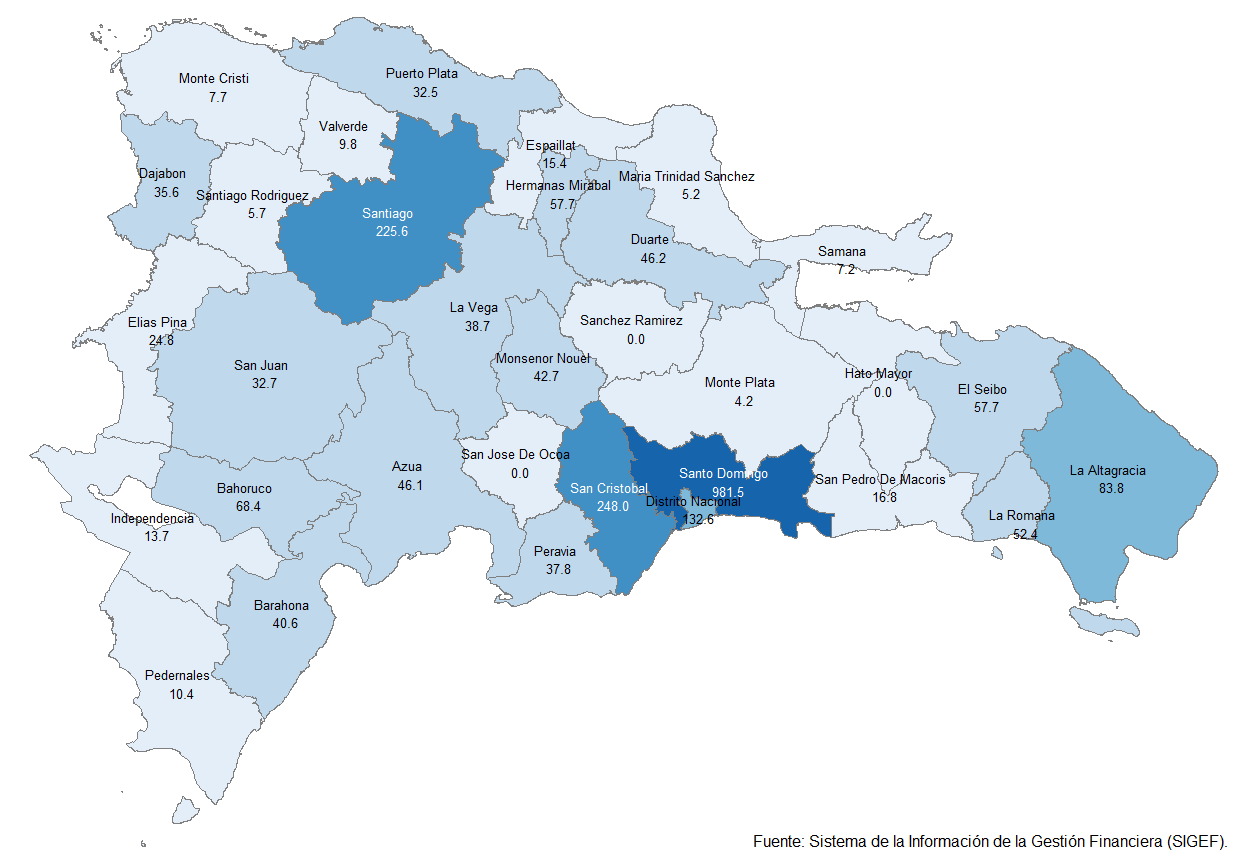 Puerto Plata
32.5
Monte Cristi
7.7
Valverde
9.8
Espaillat
15.4
Dajabon
35.6
Santiago Rodriguez
5.7
Hermanas Mirabal
57.7
Maria Trinidad Sanchez
5.2
Santiago
225.6
Duarte
46.2
Samana
7.2
La Vega
38.7
Sanchez Ramirez
0.0
Elias Pina
24.8
San Juan
32.7
Monsenor Nouel
42.7
Monte Plata
4.2
Hato Mayor
0.0
El Seibo
57.7
San Jose De Ocoa
0.0
Azua
46.1
Santo Domingo
981.5
La Altagracia
83.8
San Pedro De Macoris
16.8
Bahoruco
68.4
San Cristobal
248.0
Distrito Nacional
132.6
La Romana
52.4
Independencia
13.7
Peravia
37.8
Barahona
40.6
Pedernales
10.4
Fuente: Sistema de la Información de la Gestión Financiera (SIGEF).